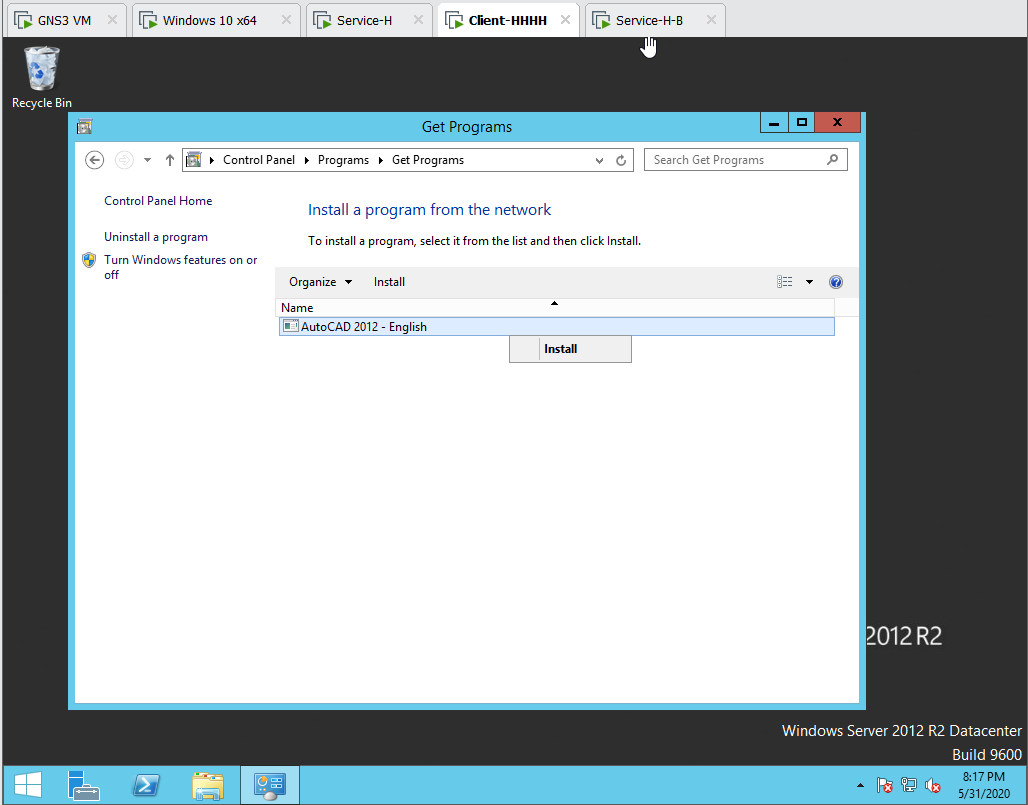 GNS3 VM
Windows 10 x64
Service-H
Client-HHHH
Service-H-B
Recycle Bin
Get Programs
Control Panel
Programs
Get Programs
Search Get Programs
Control Panel Home
Uninstall a program
Turn Windows features on or
off
Install a program from the network
To install a program, select it from the list and then click Install.
Organize
Install
Name
AutoCAD 2012 - English
Install
2012 R2
Windows Server 2012 R2 Datacenter
Build 9600
8:17 PM
5/31/2020